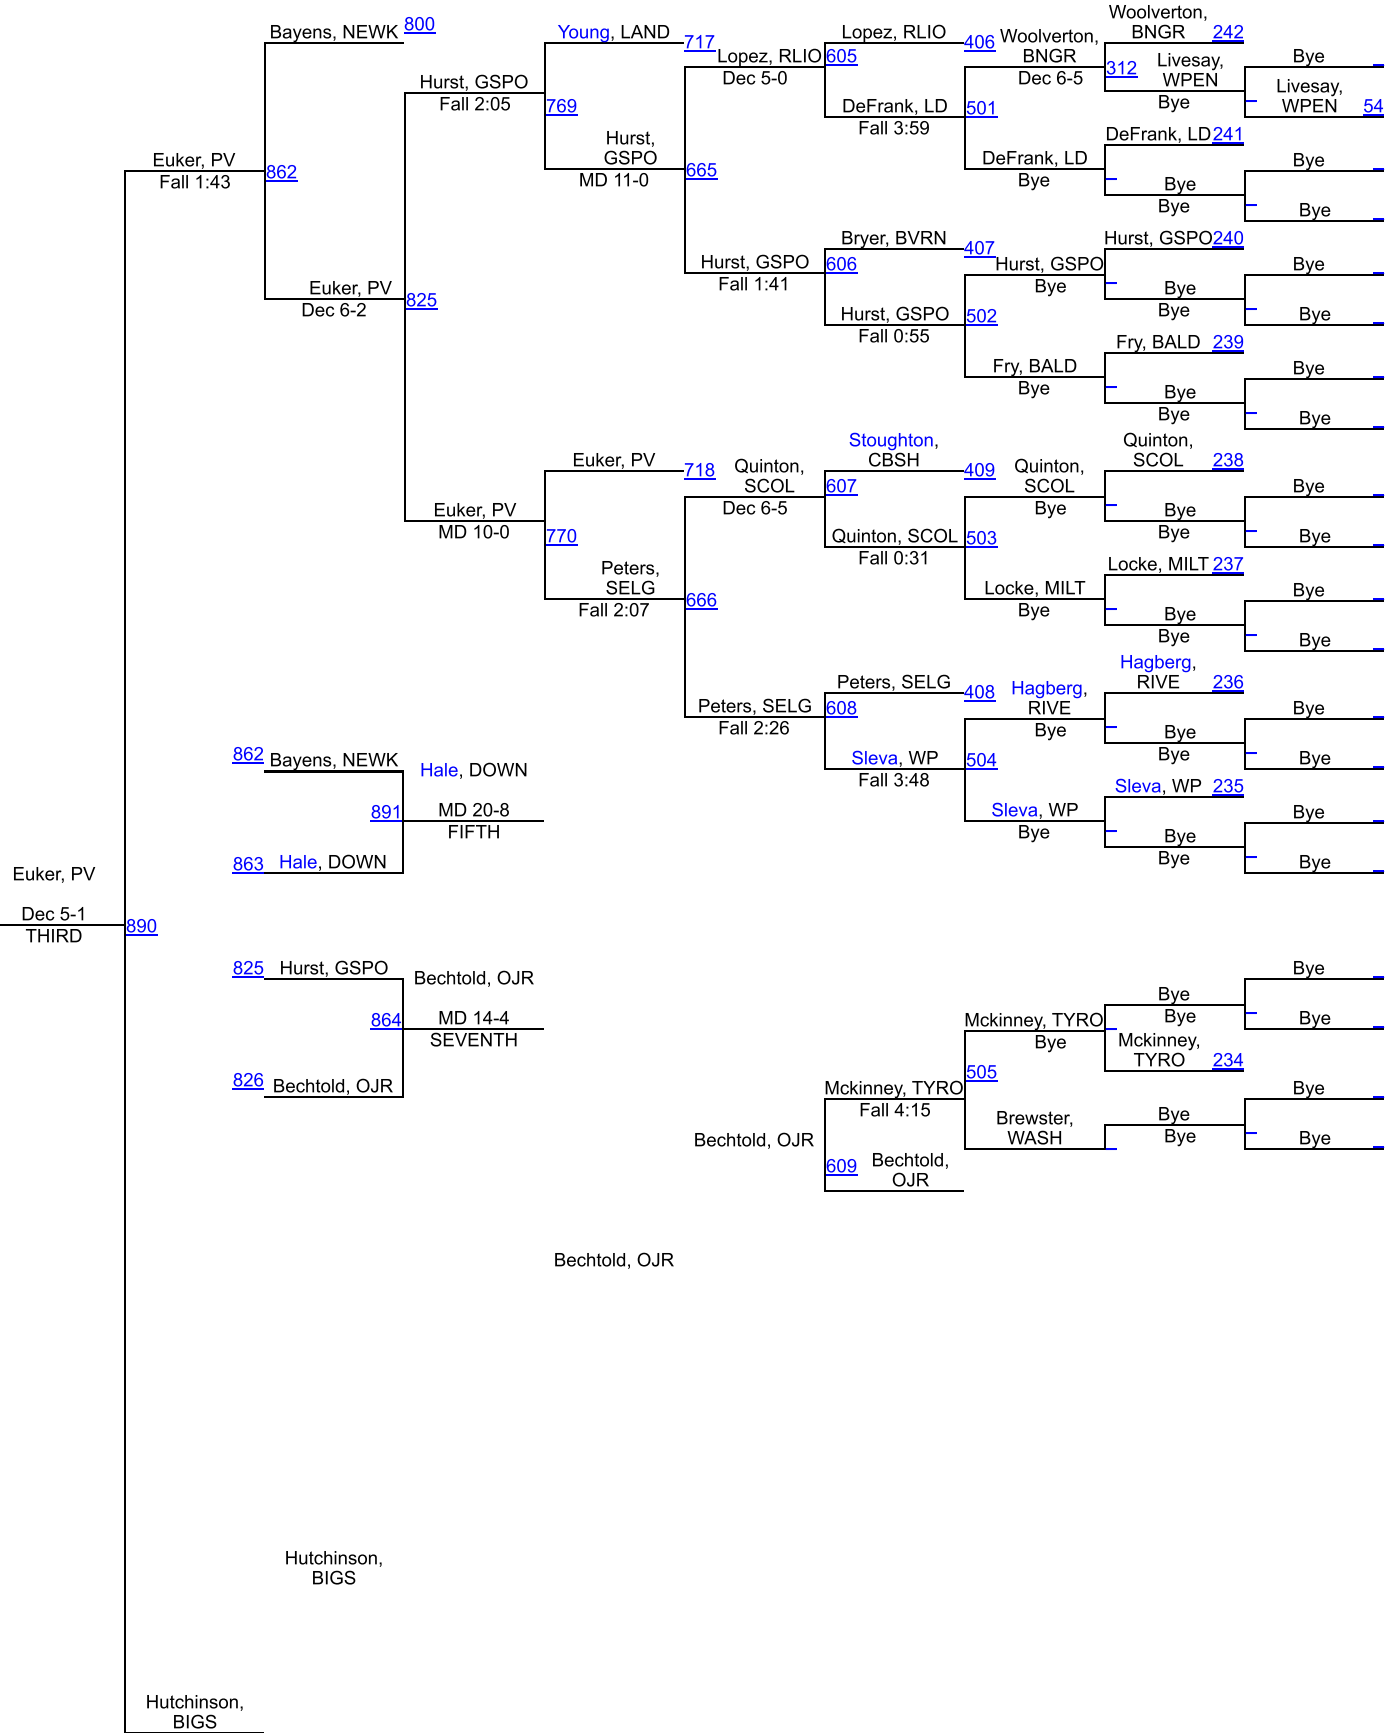 Bayens, NEWK
800
Young, LAND
717
Lopez, RLIO
406
Woolverton,
BNGR
242
Woolverton,
BNGR
Dec 6-5
312
Livesay,
WPEN
Bye
Bye
Livesay,
WPEN
54
Lopez, RLIO
Dec 5-0
605
Hurst, GSPO
Fall 2:05
769
DeFrank, LD
Fall 3:59
501
DeFrank, LD
241
Euker, PV
Fall 1:43
862
Hurst,
GSPO
MD 11-0
665
DeFrank, LD
Bye
Bye
Bye
Bye
Bye
Hurst, GSPO
Fall 1:41
Bryer, BVRN
407
606
Hurst, GSPO
Bye
Hurst, GSPO
240
Bye
Bye
Bye
Bye
Euker, PV
Dec 6-2
825
Hurst, GSPO
Fall 0:55
502
Fry, BALD
239
Fry, BALD
Bye
Bye
Bye
Bye
Bye
Euker, PV
718
Quinton,
SCOL
Dec 6-5
Stoughton,
CBSH
409
607
Quinton,
SCOL
Bye
Quinton,
SCOL
238
Bye
Bye
Bye
Bye
Euker, PV
MD 10-0
770
Quinton, SCOL
Fall 0:31
503
Locke, MILT
237
Peters,
SELG
Fall 2:07
666
Locke, MILT
Bye
Bye
Bye
Bye
Bye
Peters, SELG
Fall 2:26
Peters, SELG
408
608
Hagberg,
RIVE
Bye
Hagberg,
RIVE
236
Bye
Bye
Bye
Bye
862
Bayens, NEWK
Hale, DOWN
Sleva, WP
Fall 3:48
504
Sleva, WP
235
891
MD 20-8
FIFTH
Sleva, WP
Bye
Bye
Bye
Bye
Bye
863
Hale, DOWN
Euker, PV
Dec 5-1
THIRD
890
825
Hurst, GSPO
Bechtold, OJR
864
MD 14-4
SEVENTH
826
Bechtold, OJR
Mckinney, TYRO
Bye
Bye
Bye
Bye
Bye
Mckinney,
TYRO
234
505
Mckinney, TYRO
Fall 4:15
Brewster,
WASH
Bye
Bye
Bye
Bye
Bechtold, OJR
609
Bechtold,
OJR
Bechtold, OJR
Hutchinson,
BIGS
Hutchinson,
BIGS